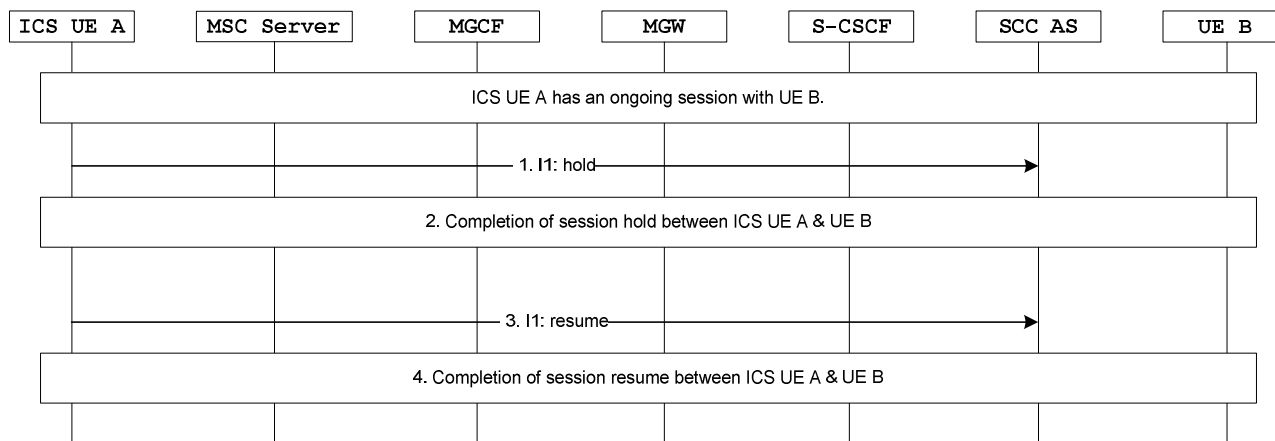 ICS UE A
MSC Server
MGCF
MGW
S-CSCF
SCC AS
UE B
ICS UE A has an ongoing session with UE B.
1. I1: hold
2. Completion of session hold between ICS UE A & UE B
3. I1: resume
4. Completion of session resume between ICS UE A & UE B